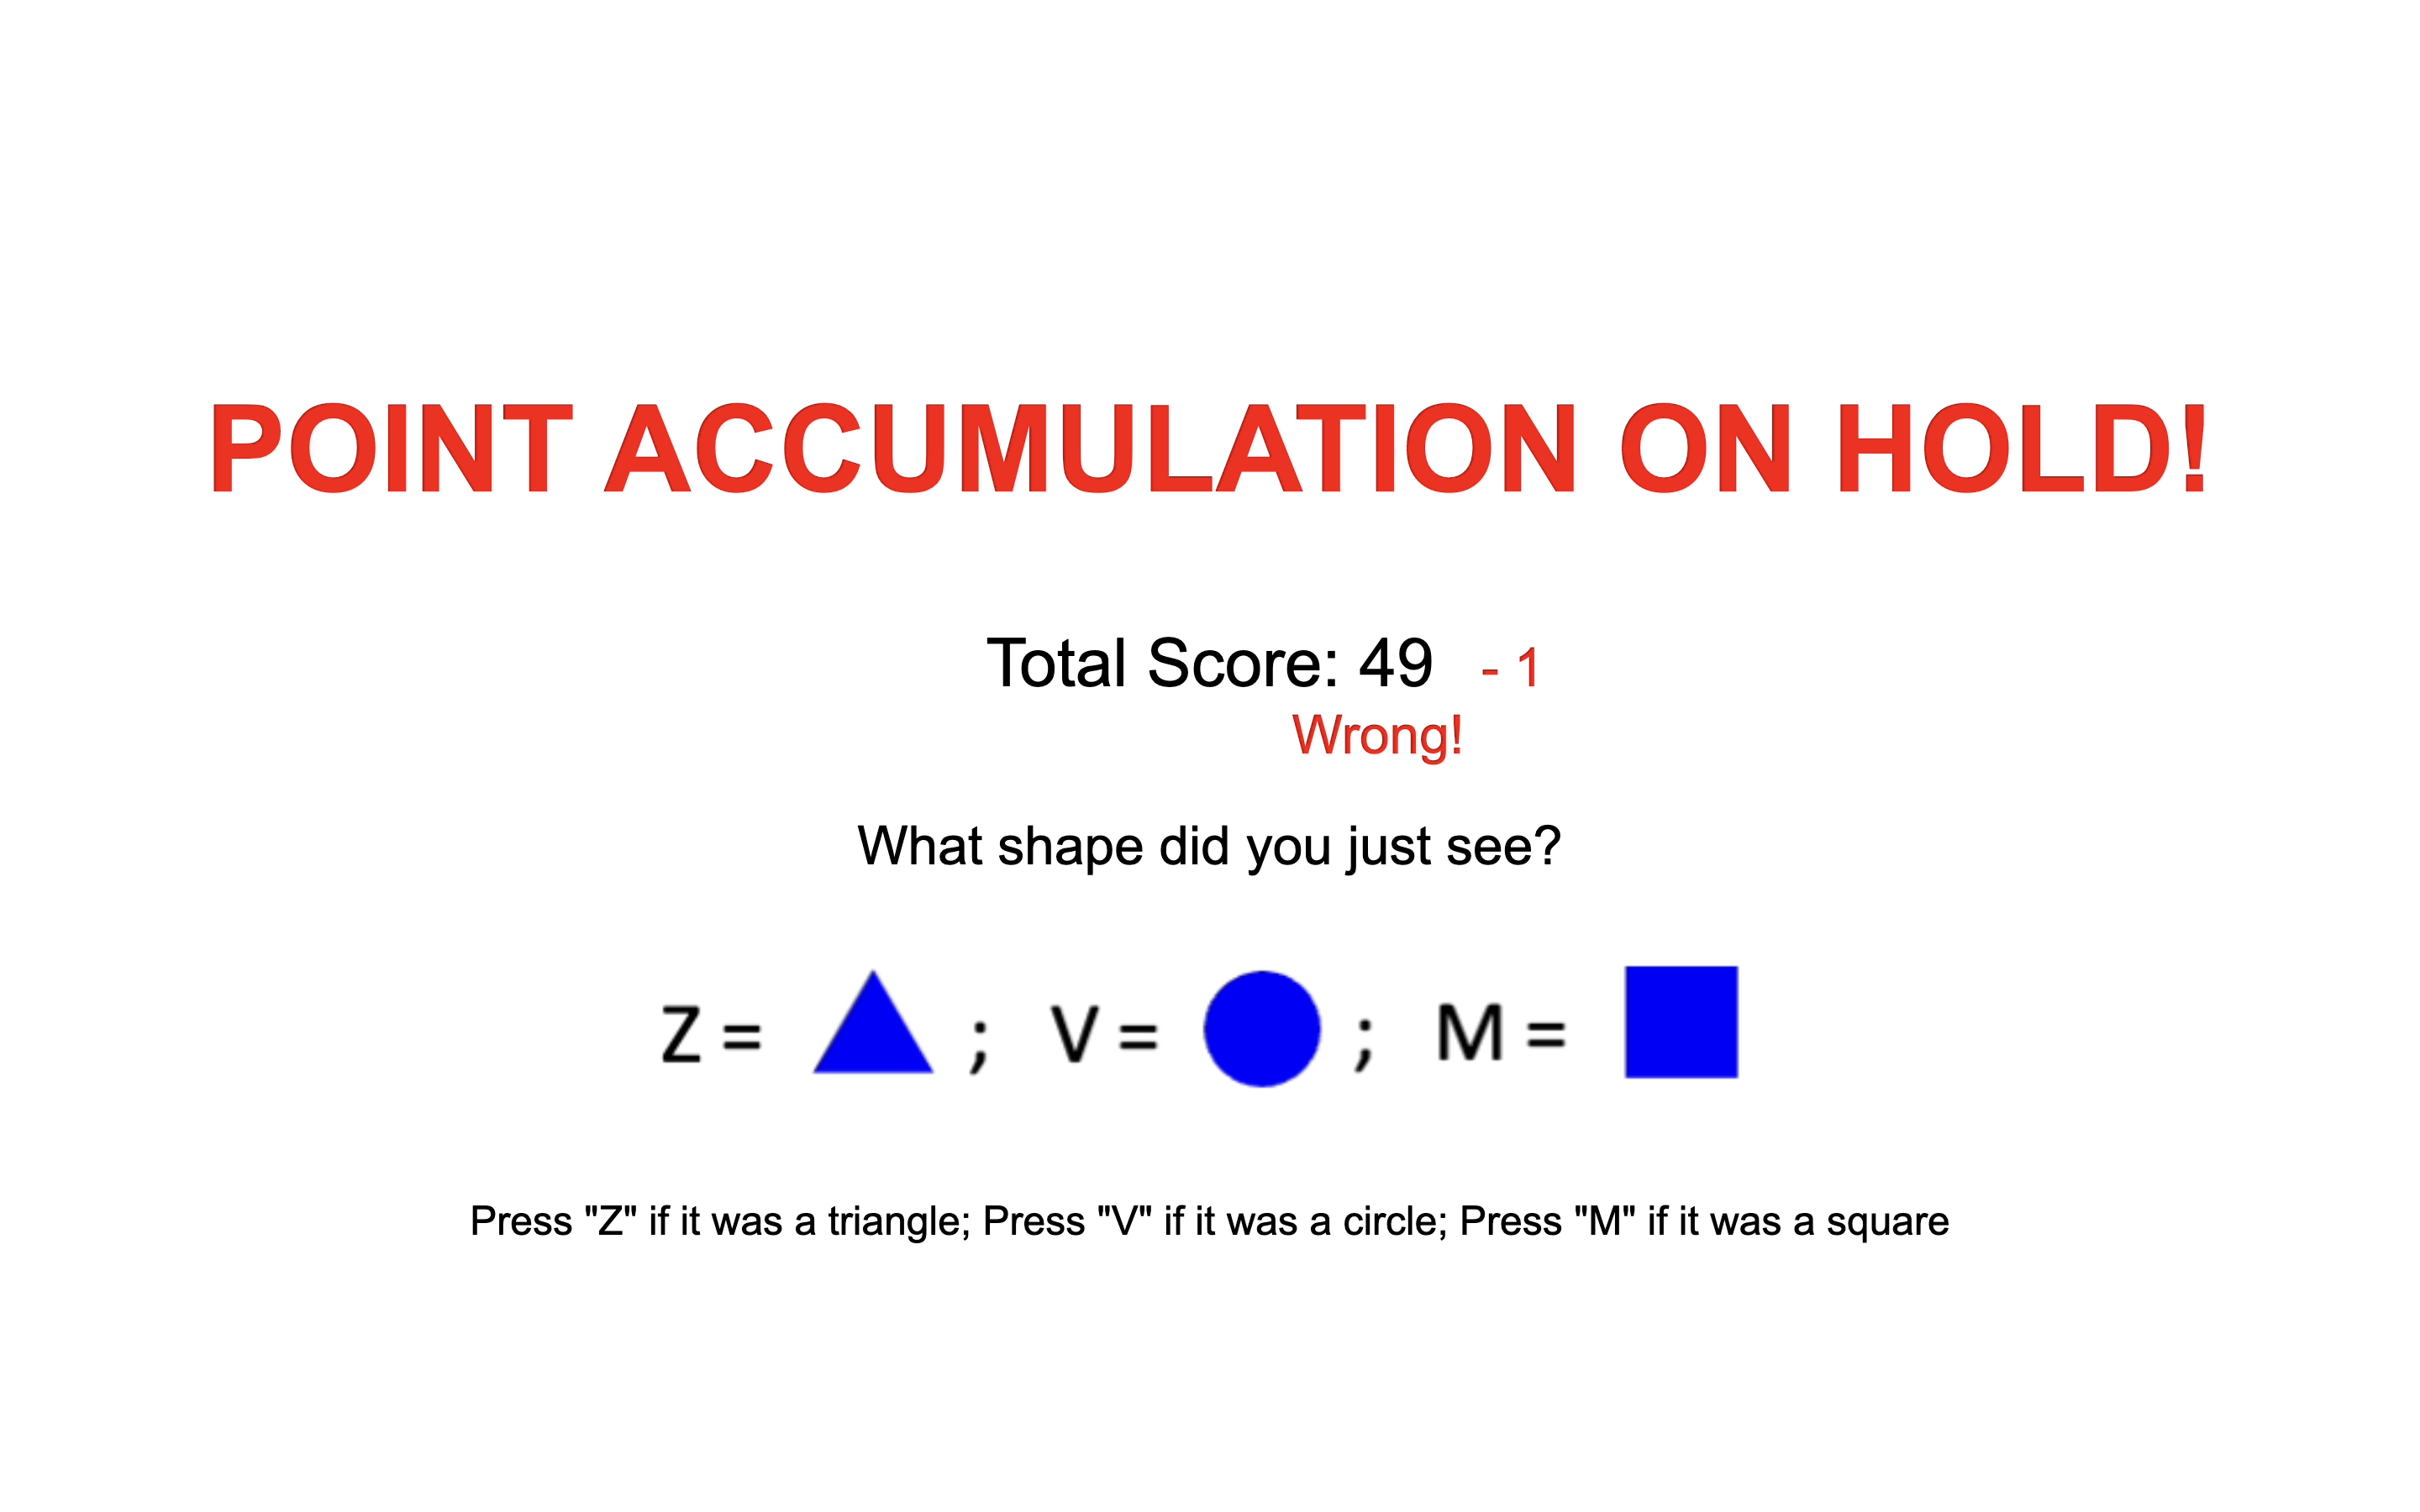 POINT ACCUMULATION ON HOLD!
Total Score: 49 - 1
Wrong!
What shape did you just see?
Z = ; V = ; M =
Press "Z" if it was a triangle; Press "V" if it was a circle; Press "M" if it was a square